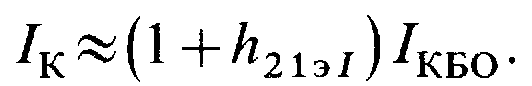 I_К ≈ (1 + h_21эI) I_КБО.